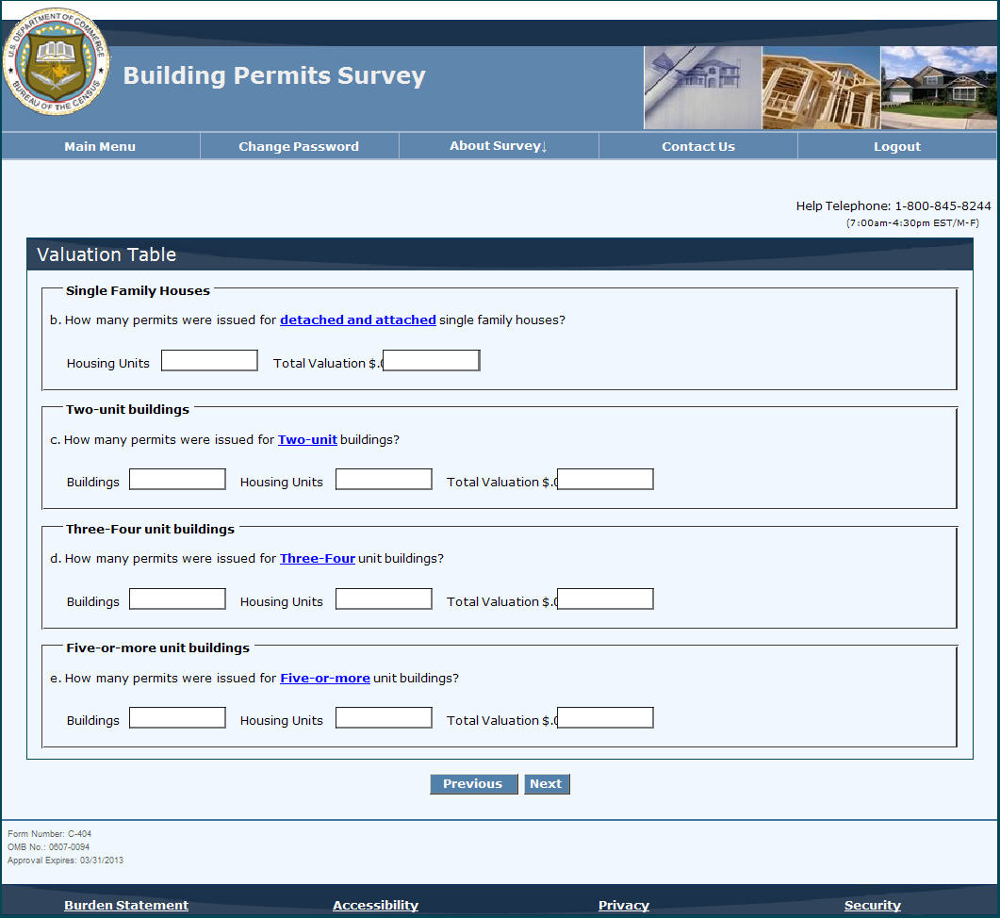 U.S. DEPARTMENT OF COMMERCE
BUREAU OF THE CENSUS
Building Permits Survey
Main Menu Change Password About Survey↓ Contact Us Logout
Help Telephone: 1-800-845-8244
(7:00am-4:30pm EST/M-F)
Valuation Table
Single Family Houses
b. How many permits were issued for detached and attached single family houses?
Housing Units Total Valuation $.0
Two-unit buildings
c. How many permits were issued for Two-unit buildings?
Buildings Housing Units Total Valuation $.0
Three-Four unit buildings
d. How many permits were issued for Three-Four unit buildings?
Buildings Housing Units Total Valuation $.0
Five-or-more unit buildings
e. How many permits were issued for Five-or-more unit buildings?
Buildings Housing Units Total Valuation $.0
Previous Next
Form Number: C-404
OMB No.: 0607-0094
Approval Expires: 03/31/2013
Burden Statement Accessibility Privacy Security